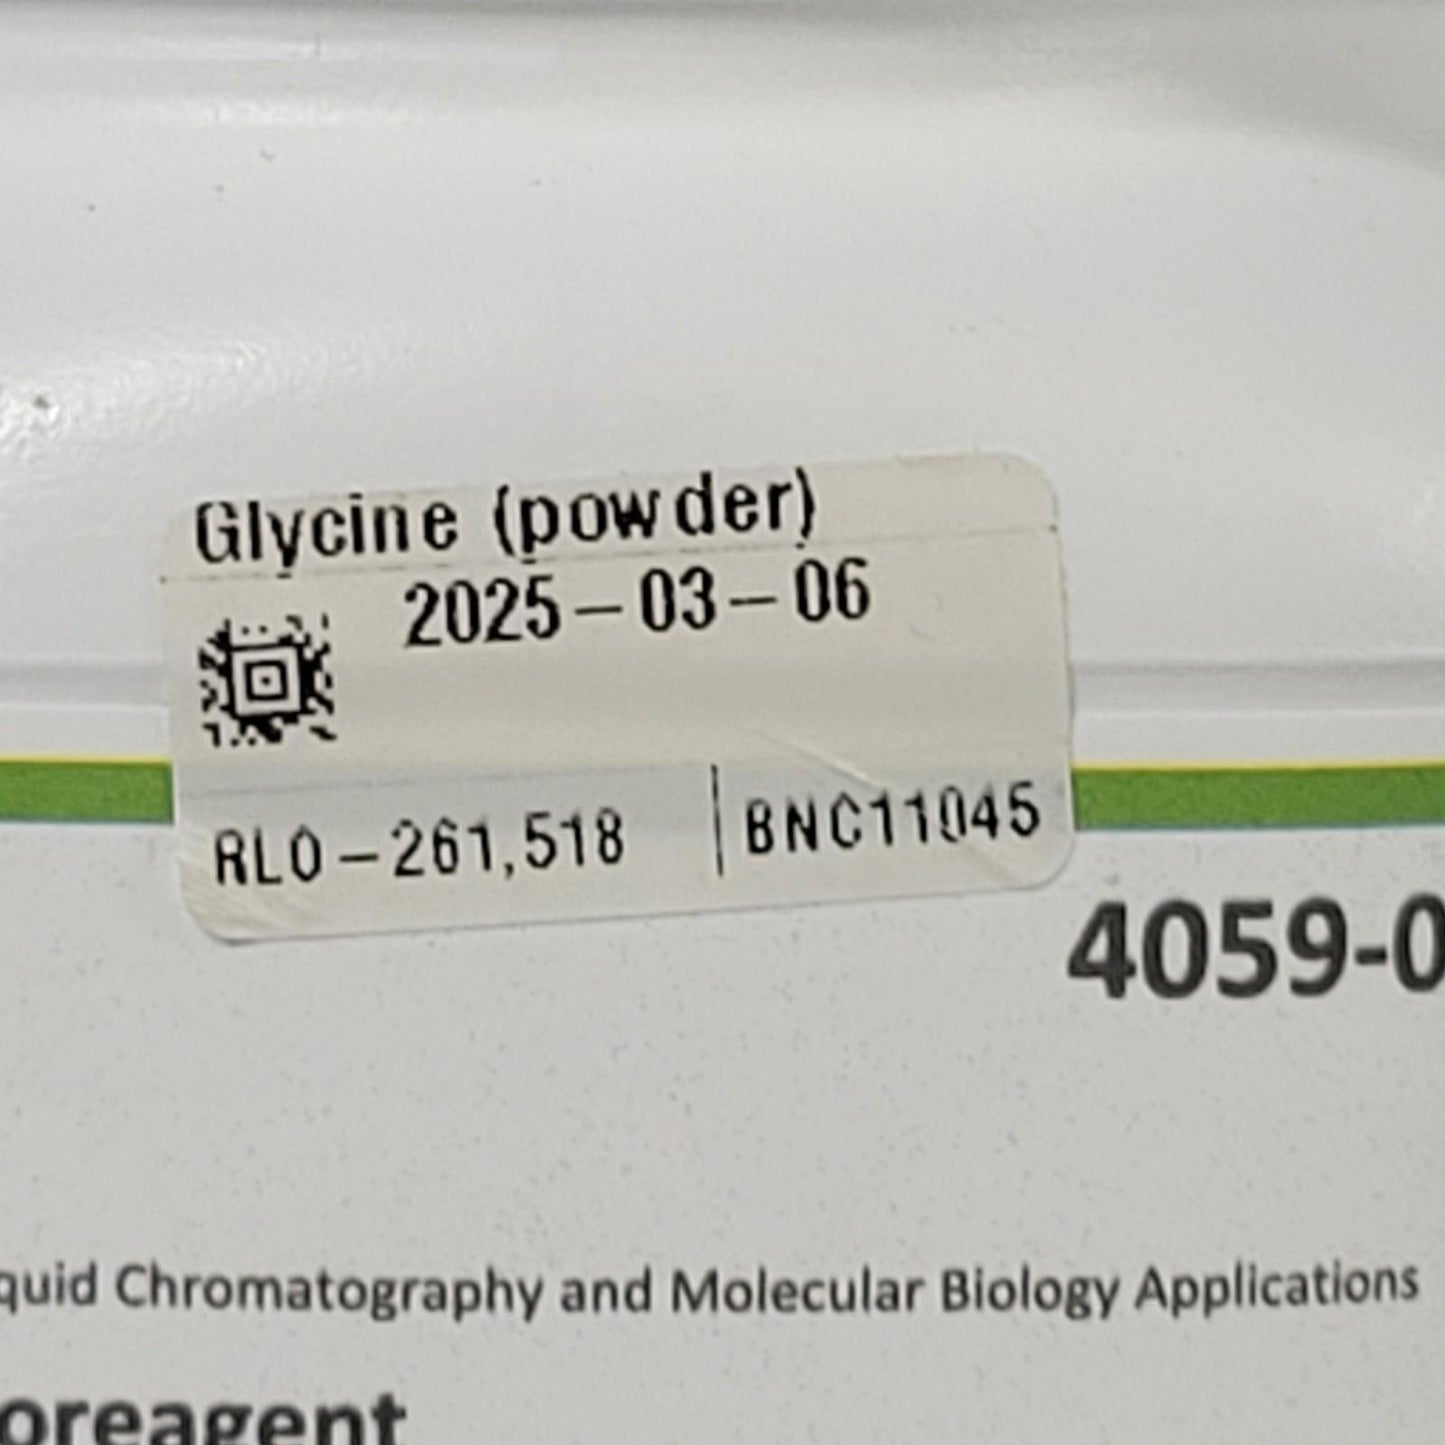 Glycine (powder)
2025-03-06
RLO-261,518 | BNC11045
4059-0
quid Chromatography and Molecular Biology Applications
oreagent